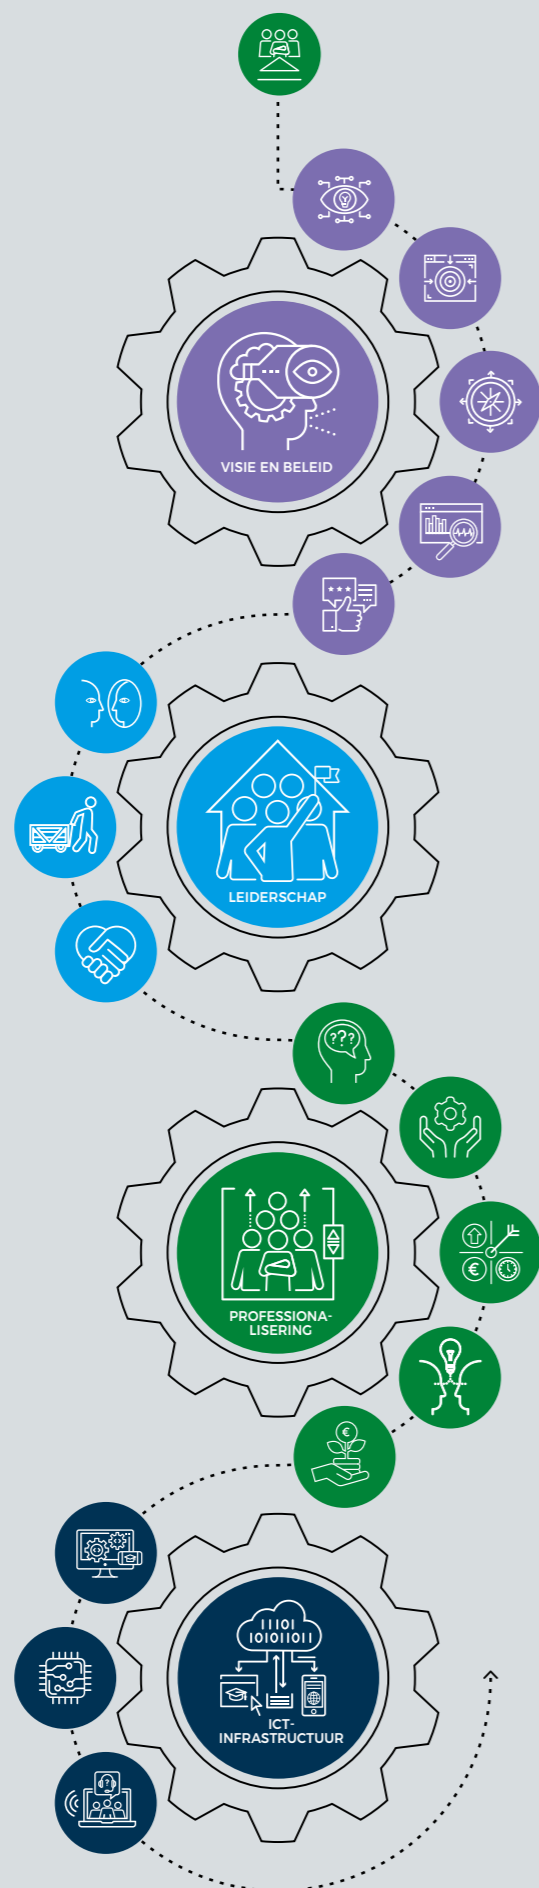 VISIE EN BELEID
LEIDERSCHAP
???
€
PROFESSIONA-
LISERING
€
11101
101011011
?
ICT-
INFRASTRUCTUUR